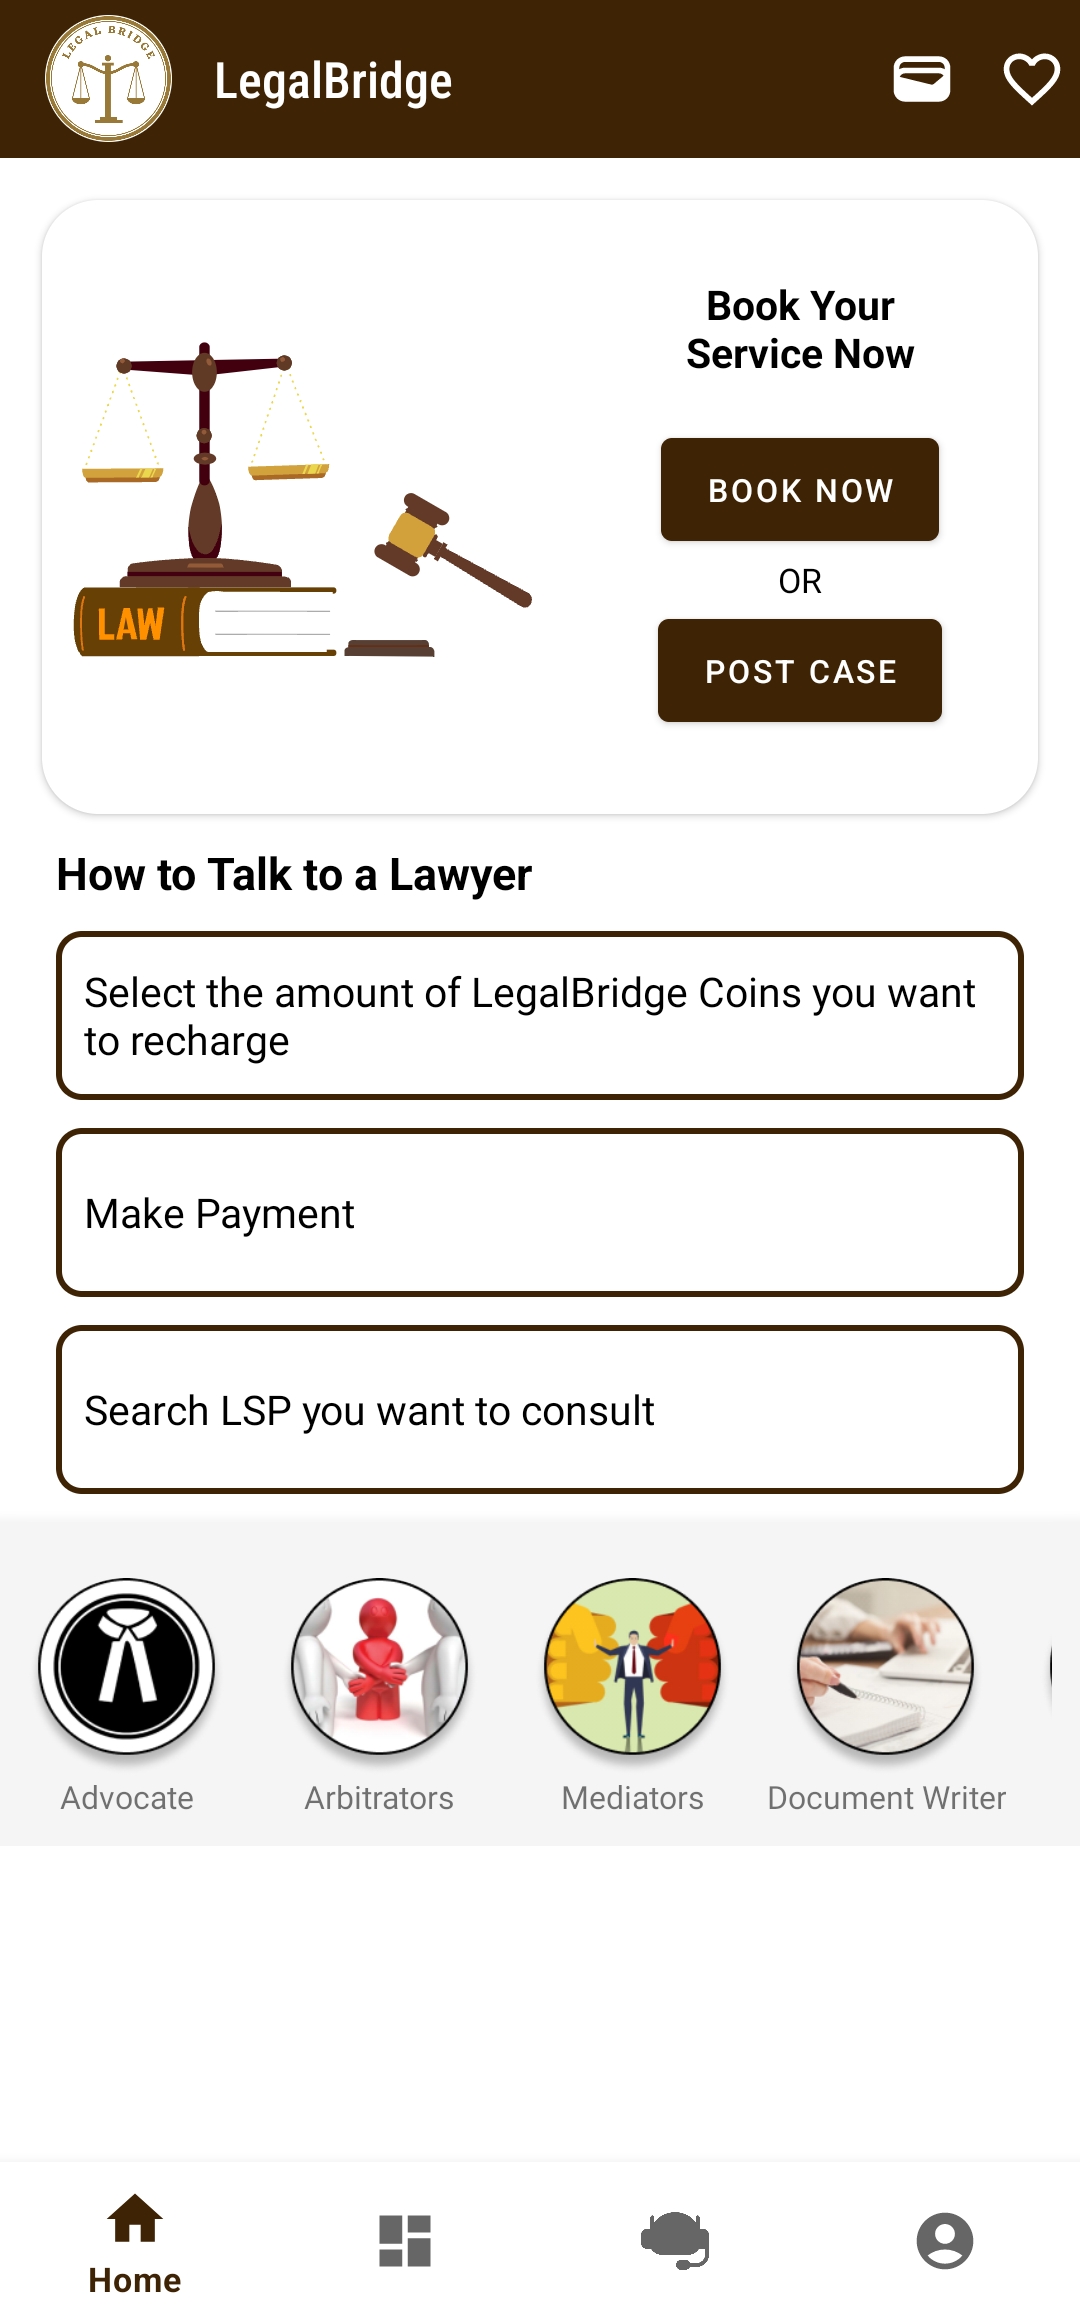 LEGAL BRIDGE
LegalBridge
Book Your
Service Now
BOOK NOW
OR
POST CASE
LAW
How to Talk to a Lawyer
Select the amount of LegalBridge Coins you want
to recharge
Make Payment
Search LSP you want to consult
Advocate
Arbitrators
Mediators
Document Writer
Home